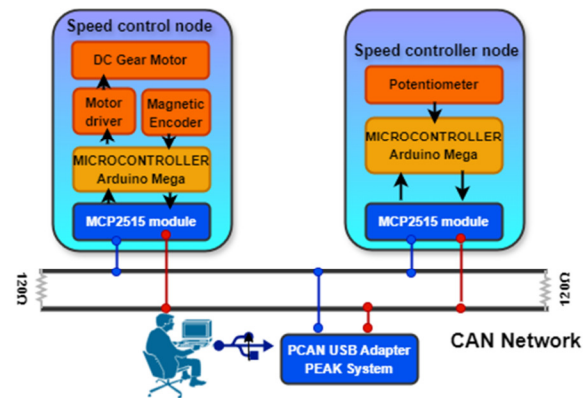 Speed control node
DC Gear Motor
Motor
driver
Magnetic
Encoder
MICROCONTROLLER
Arduino Mega
MCP2515 module
Speed controller node
Potentiometer
MICROCONTROLLER
Arduino Mega
MCP2515 module
120Ω
120Ω
CAN Network
PCAN USB Adapter
PEAK System